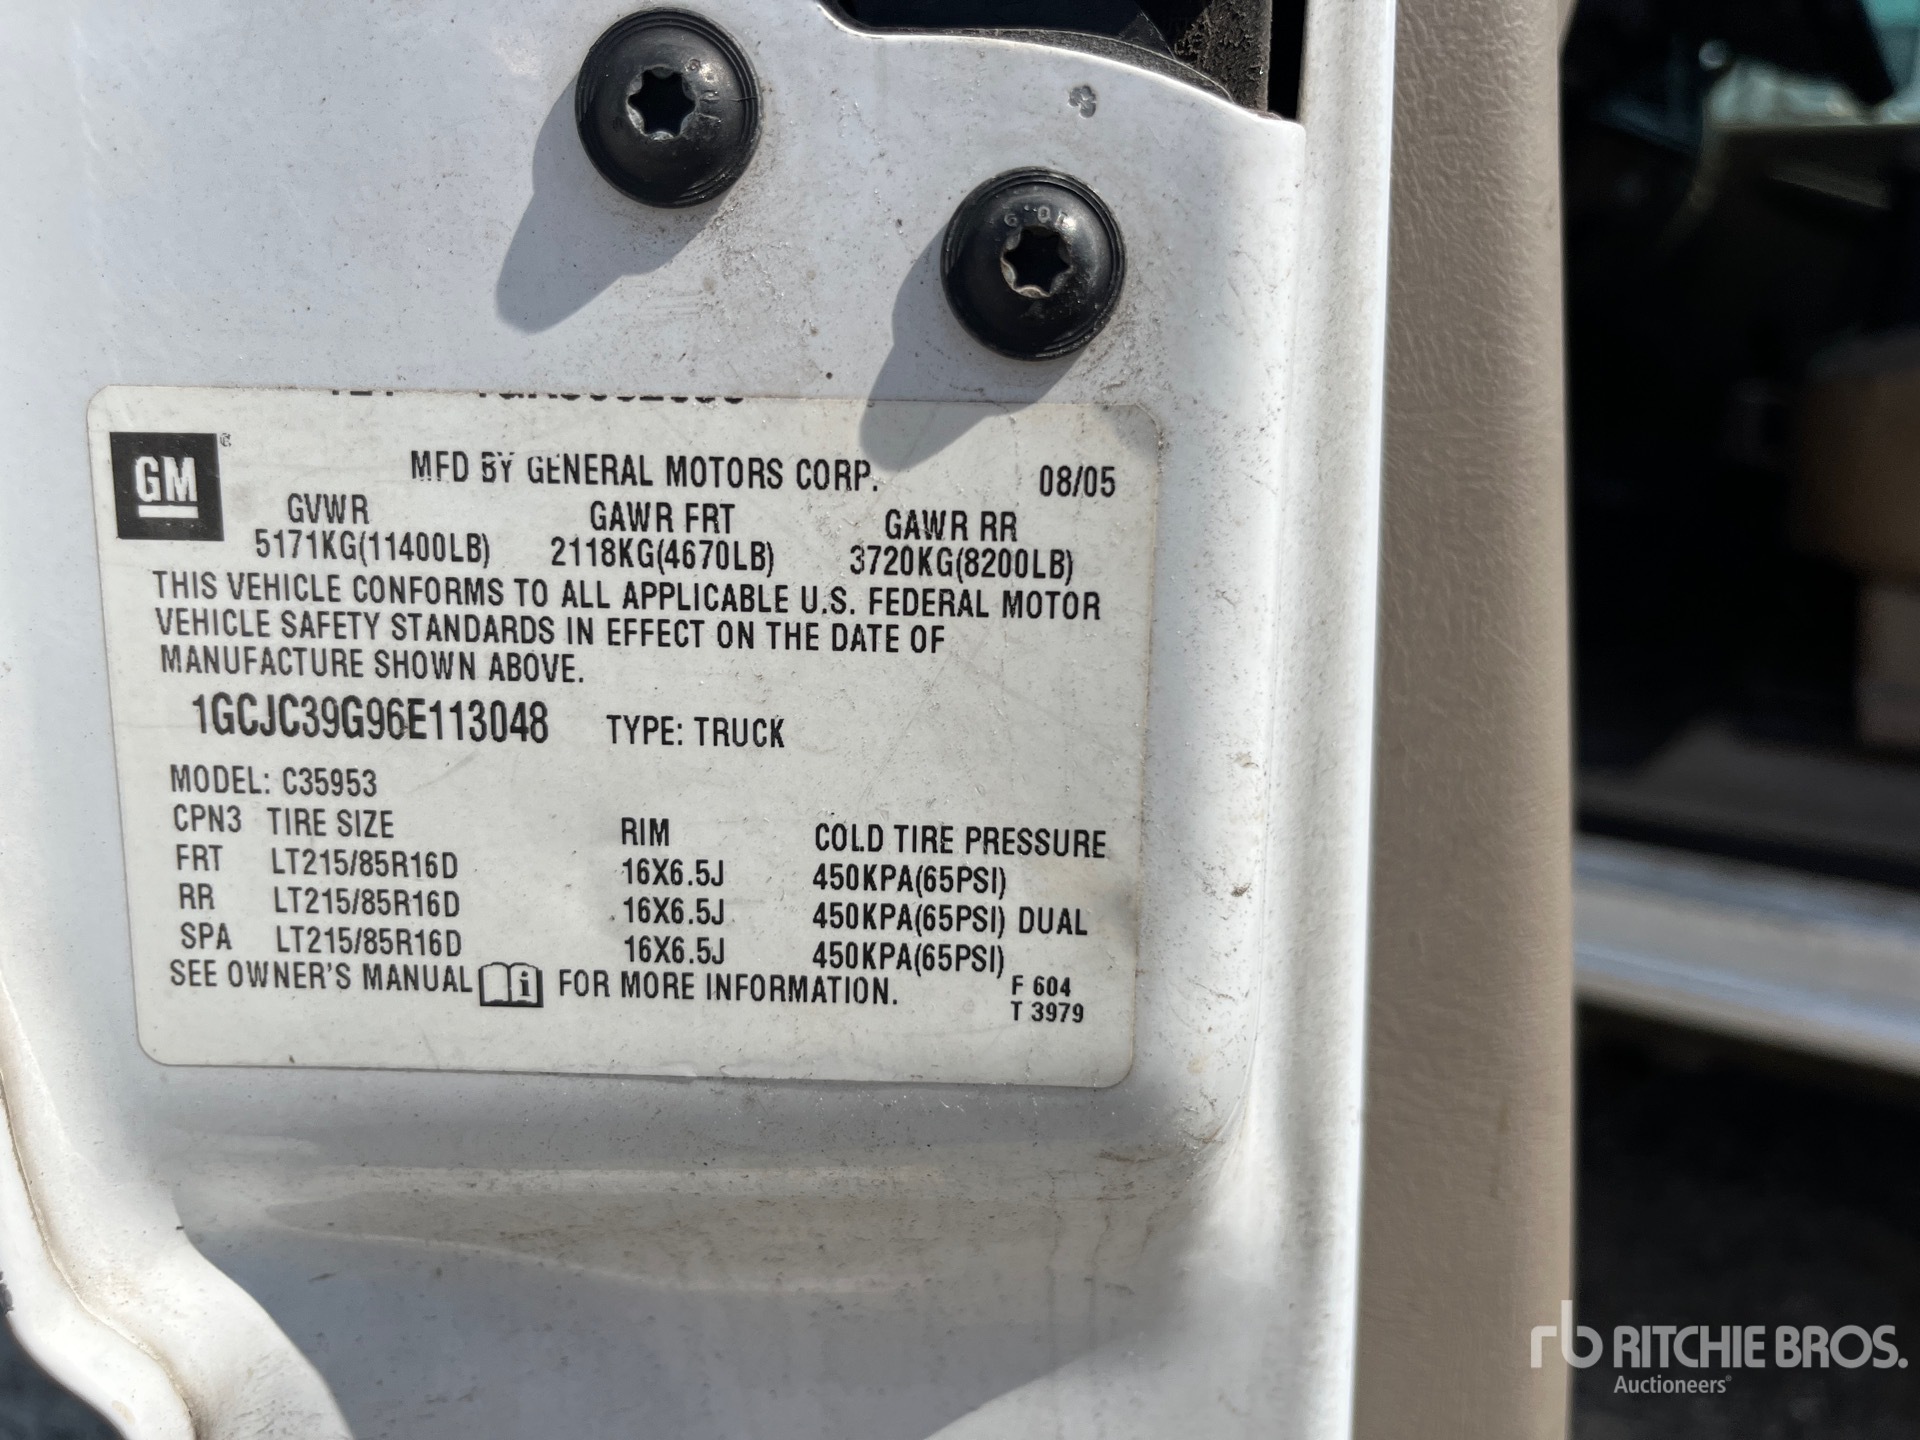 GM
MFD BY GENERAL MOTORS CORP. 08/05
GVWR GAWR FRT GAWR RR
5171KG(11400LB) 2118KG(4670LB) 3720KG(8200LB)
THIS VEHICLE CONFORMS TO ALL APPLICABLE U.S. FEDERAL MOTOR
VEHICLE SAFETY STANDARDS IN EFFECT ON THE DATE OF
MANUFACTURE SHOWN ABOVE.
1GCJC39G96E113048 TYPE: TRUCK
MODEL: C35953
CPN3 TIRE SIZE RIM COLD TIRE PRESSURE
FRT LT215/85R16D 16X6.5J 450KPA(65PSI)
RR LT215/85R16D 16X6.5J 450KPA(65PSI) DUAL
SPA LT215/85R16D 16X6.5J 450KPA(65PSI)
SEE OWNER'S MANUAL i FOR MORE INFORMATION.
F 604
T 3979
rb RITCHIE BROS.
Auctioneers®